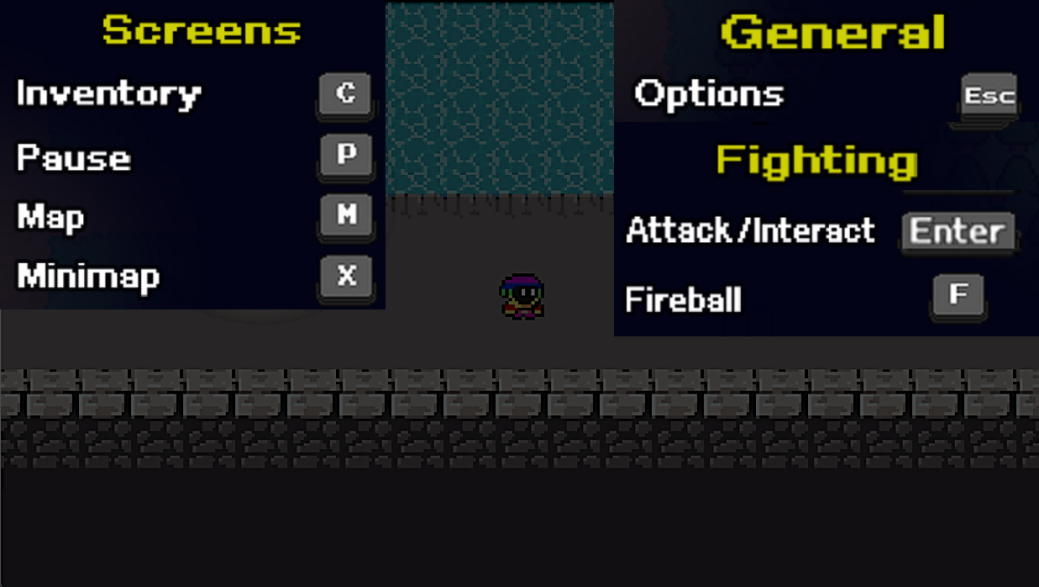 Screens
Inventory C
Pause P
Map M
Minimap X
General
Options Esc
Fighting
Attack/Interact Enter
Fireball F